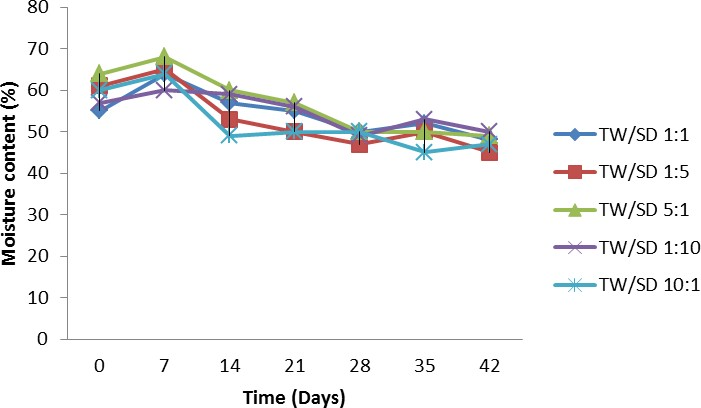 80
70
60
50
40
30
20
10
0
Moisture content (%)
0 7 14 21 28 35 42
Time (Days)
TW/SD 1:1
TW/SD 1:5
TW/SD 5:1
TW/SD 1:10
TW/SD 10:1